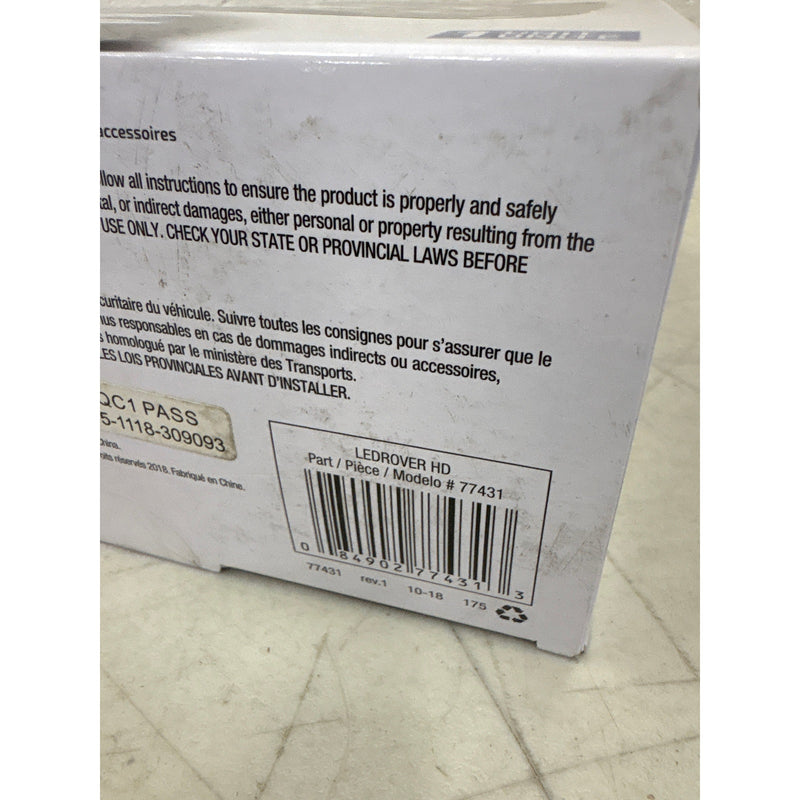 accessoires
llow all instructions to ensure the product is properly and safely
tal, or indirect damages, either personal or property resulting from the
USE ONLY. CHECK YOUR STATE OR PROVINCIAL LAWS BEFORE
curitaire du véhicule. Suivre toutes les consignes pour s'assurer que le
us responsables en cas de dommages indirects ou accessoires,
homologué par le ministère des Transports.
LES LOIS PROVINCIALES AVANT D'INSTALLER.
QC1 PASS
5-1118-309093
China.
roits réservés 2018. Fabriqué en Chine.
LEDROVER HD
Part / Pièce / Modelo # 77431
0 84902 77431 3
77431 rev.1 10-18 175